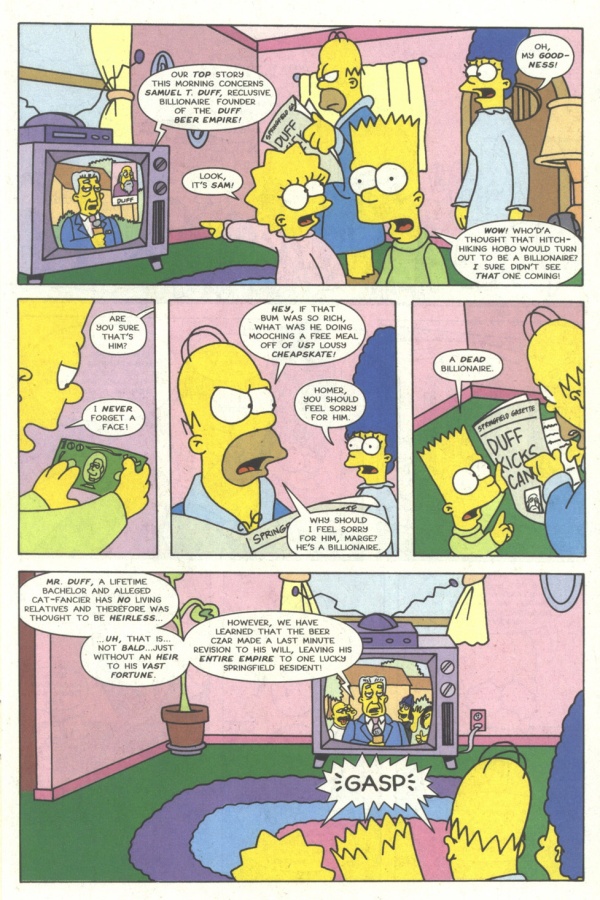 OUR TOP STORY
THIS MORNING CONCERNS
SAMUEL T. DUFF, RECLUSIVE
BILLIONAIRE FOUNDER
OF THE DUFF
BEER EMPIRE!
OH,
MY GOOD-
NESS!
SPRINGFIELD
DUFF
DUFF
LOOK,
IT'S SAM!
WOW! WHO'D'A
THOUGHT THAT HITCH-
HIKING HOBO WOULD TURN
OUT TO BE A BILLIONAIRE?
I SURE DIDN'T SEE
THAT ONE COMING!
ARE
YOU SURE
THAT'S
HIM?
I NEVER
FORGET A
FACE!
HEY, IF THAT
BUM WAS SO RICH,
WHAT WAS HE DOING
MOOCHING A FREE MEAL
OFF OF US? LOUSY
CHEAPSKATE!
HOMER,
YOU SHOULD
FEEL SORRY
FOR HIM.
WHY SHOULD
I FEEL SORRY
FOR HIM, MARGE?
HE'S A BILLIONAIRE.
SPRING
GAZETTE
A DEAD
BILLIONAIRE.
SPRINGFIELD GAZETTE
DUFF
KICKS
CAN
MR. DUFF, A LIFETIME
BACHELOR AND ALLEGED
CAT-FANCIER HAS NO LIVING
RELATIVES AND THEREFORE WAS
THOUGHT TO BE HEIRLESS...
...UH, THAT IS...
NOT BALD...JUST
WITHOUT AN HEIR
TO HIS VAST
FORTUNE.
HOWEVER, WE HAVE
LEARNED THAT THE BEER
CZAR MADE A LAST MINUTE
REVISION TO HIS WILL, LEAVING HIS
ENTIRE EMPIRE TO ONE LUCKY
SPRINGFIELD RESIDENT!
GASP